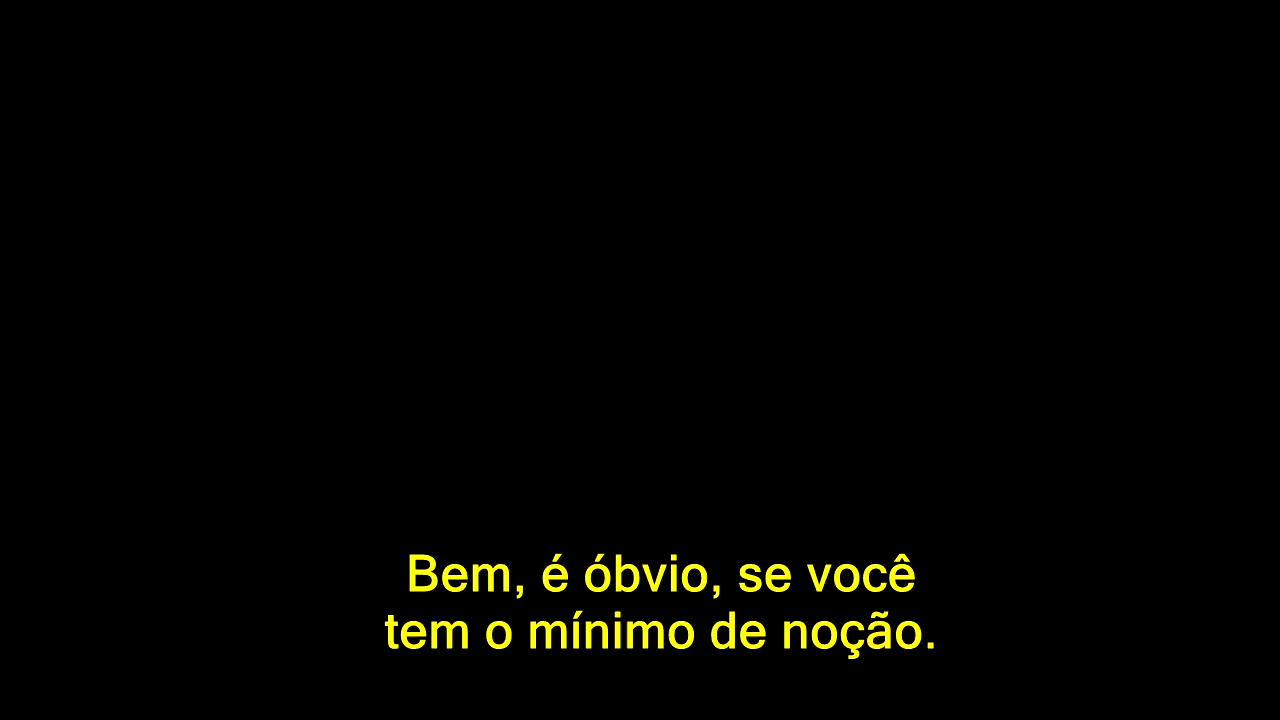 Bem, é óbvio, se você
tem o mínimo de noção.